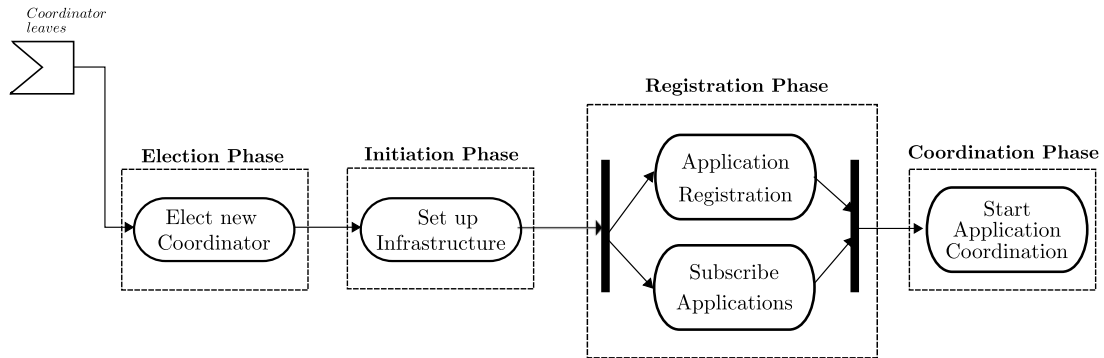 Coordinator
leaves
Election Phase
Elect new
Coordinator
Initiation Phase
Set up
Infrastructure
Registration Phase
Application
Registration
Subscribe
Applications
Coordination Phase
Start
Application
Coordination